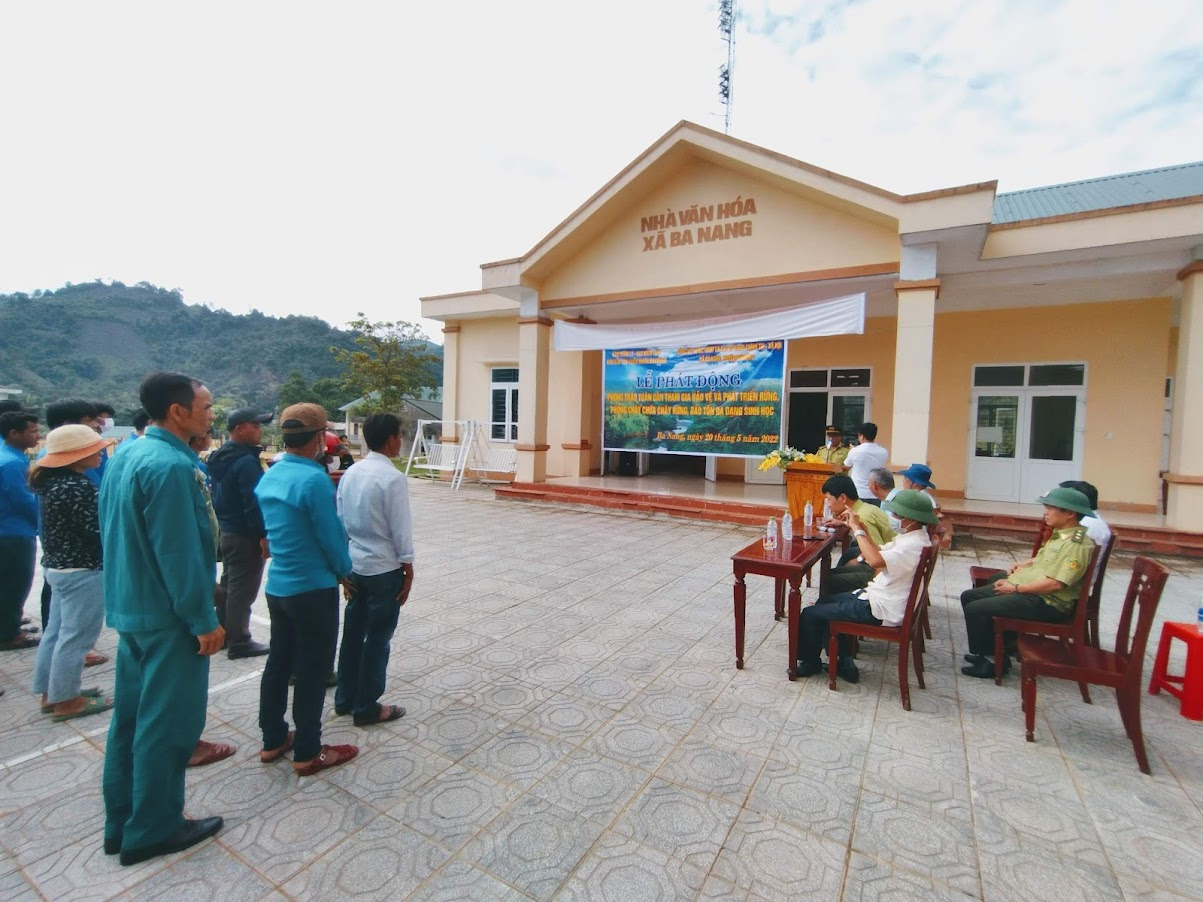 NHÀ VĂN HÓA
XÃ BA NANG
LỄ PHÁT ĐỘNG
PHONG TRÀO TOÀN DÂN THAM GIA BẢO VỆ VÀ PHÁT TRIỂN RỪNG,
PHÒNG CHÁY CHỮA CHÁY RỪNG, BẢO TỒN ĐA DẠNG SINH HỌC
Ba Nang, ngày 20 tháng 5 năm 2022